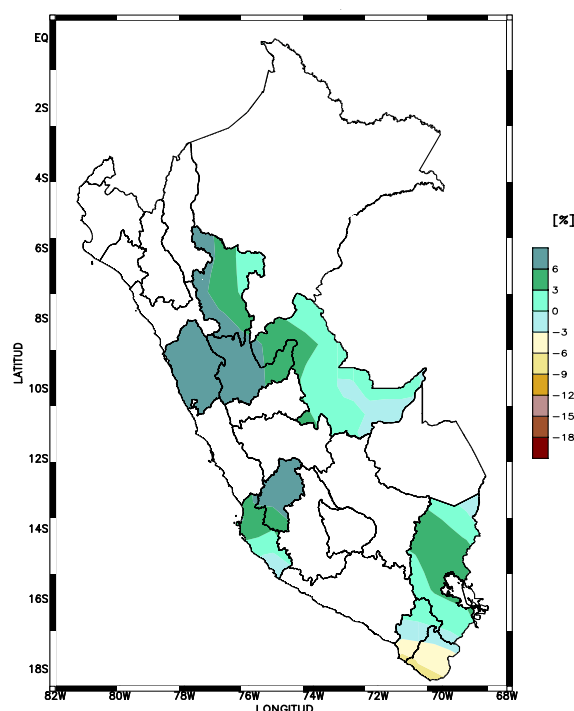 EQ
2S
4S
6S
8S
10S
12S
14S
16S
18S
LATITUD
82W 80W 78W 76W 74W 72W 70W 68W
LONGITUD
[%]
6
3
0
-3
-6
-9
-12
-15
-18